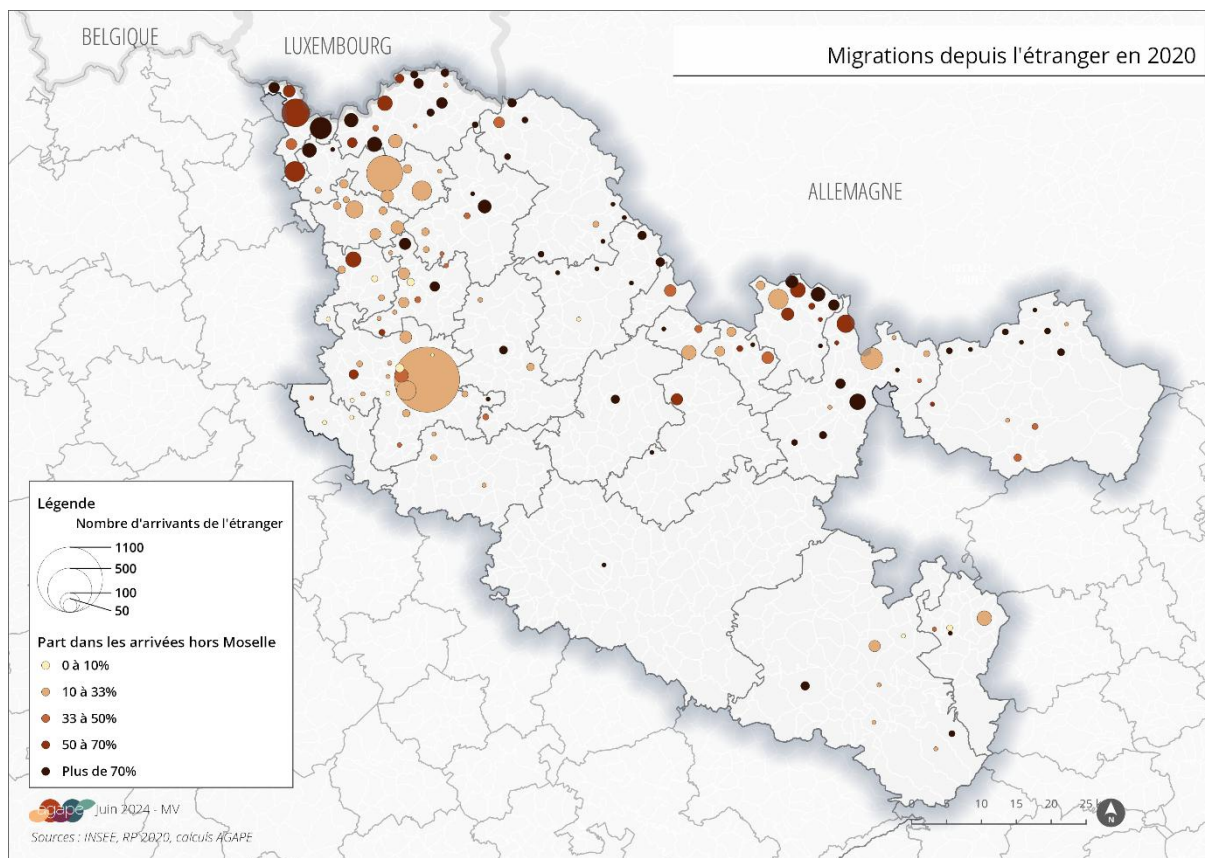 BELGIQUE
LUXEMBOURG
Migrations depuis l'étranger en 2020
ALLEMAGNE
Légende
Nombre d'arrivants de l'étranger
1100
500
100
50
Part dans les arrivées hors Moselle
0 à 10%
10 à 33%
33 à 50%
50 à 70%
Plus de 70%
agape Juin 2024 - MV
Sources : INSEE, RP 2020, calculs AGAPE
0 5 10 15 20 25
N